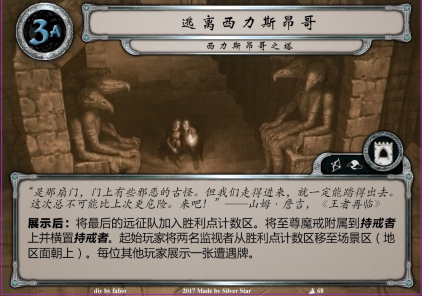 3A
逃离西力斯昂哥
西力斯昂哥之塔
“是那扇门，门上有些邪恶的古怪。但我们走得进来，就一定能踏得出去。
这次总不可能比上次更危险。来吧！”——山姆·詹吉，《王者再临》
展示后：将最后的远征队加入胜利点计数区。将至尊魔戒附属到持戒者
上并横置持戒者。起始玩家将两名监视者从胜利点计数区移至场景区（地
区面朝上）。每位其他玩家展示一张遭遇牌。
diy by fabio
2017 Made by Silver Star
68